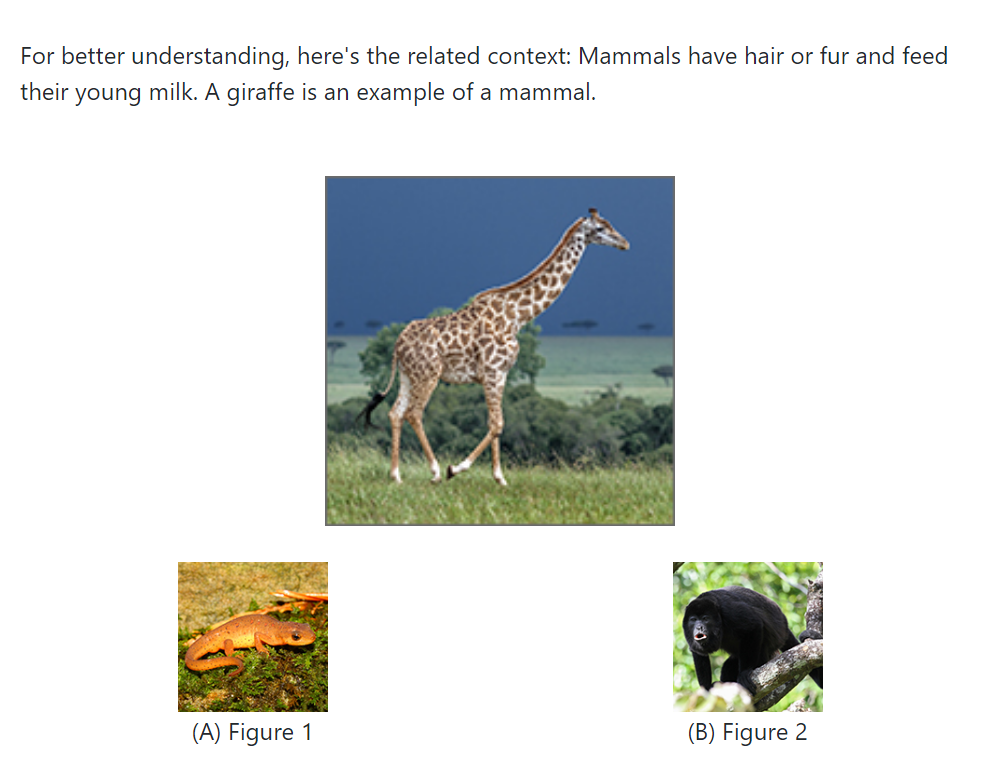 For better understanding, here's the related context: Mammals have hair or fur and feed
their young milk. A giraffe is an example of a mammal.
(A) Figure 1
(B) Figure 2